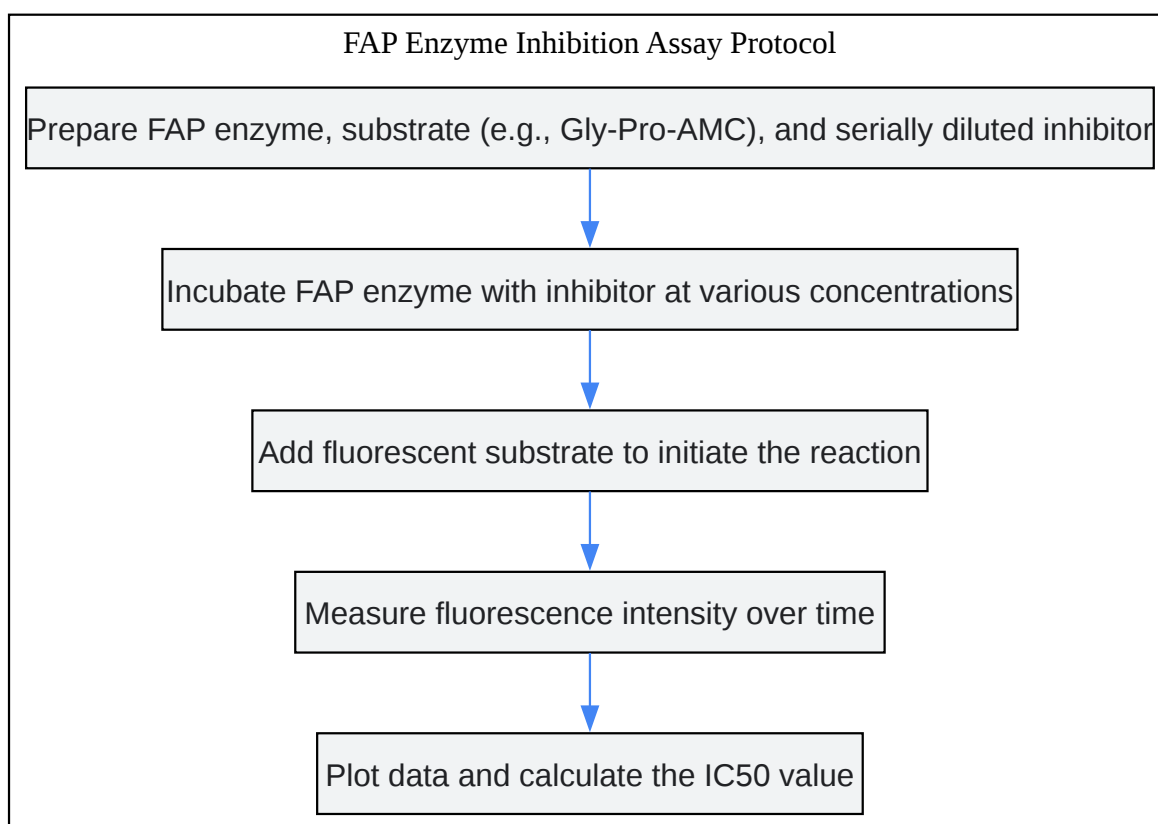 FAP Enzyme Inhibition Assay Protocol
Prepare FAP enzyme, substrate (e.g., Gly-Pro-AMC), and serially diluted inhibitor
Incubate FAP enzyme with inhibitor at various concentrations
Add fluorescent substrate to initiate the reaction
Measure fluorescence intensity over time
Plot data and calculate the IC50 value